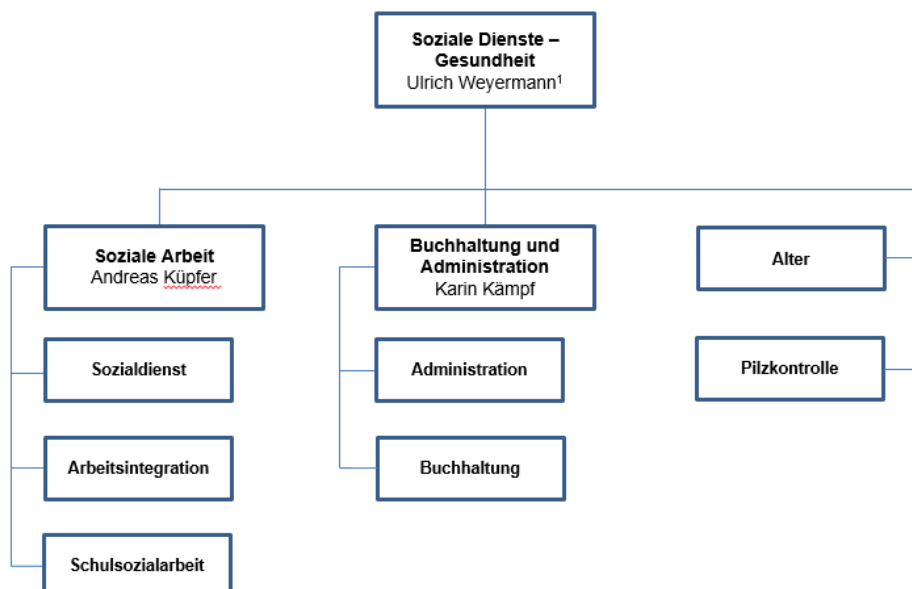 Soziale Dienste –
Gesundheit
Ulrich Weyermann¹
Soziale Arbeit
Andreas Küpfer
Sozialdienst
Arbeitsintegration
Schulsozialarbeit
Buchhaltung und
Administration
Karin Kämpf
Administration
Buchhaltung
Alter
Pilzkontrolle